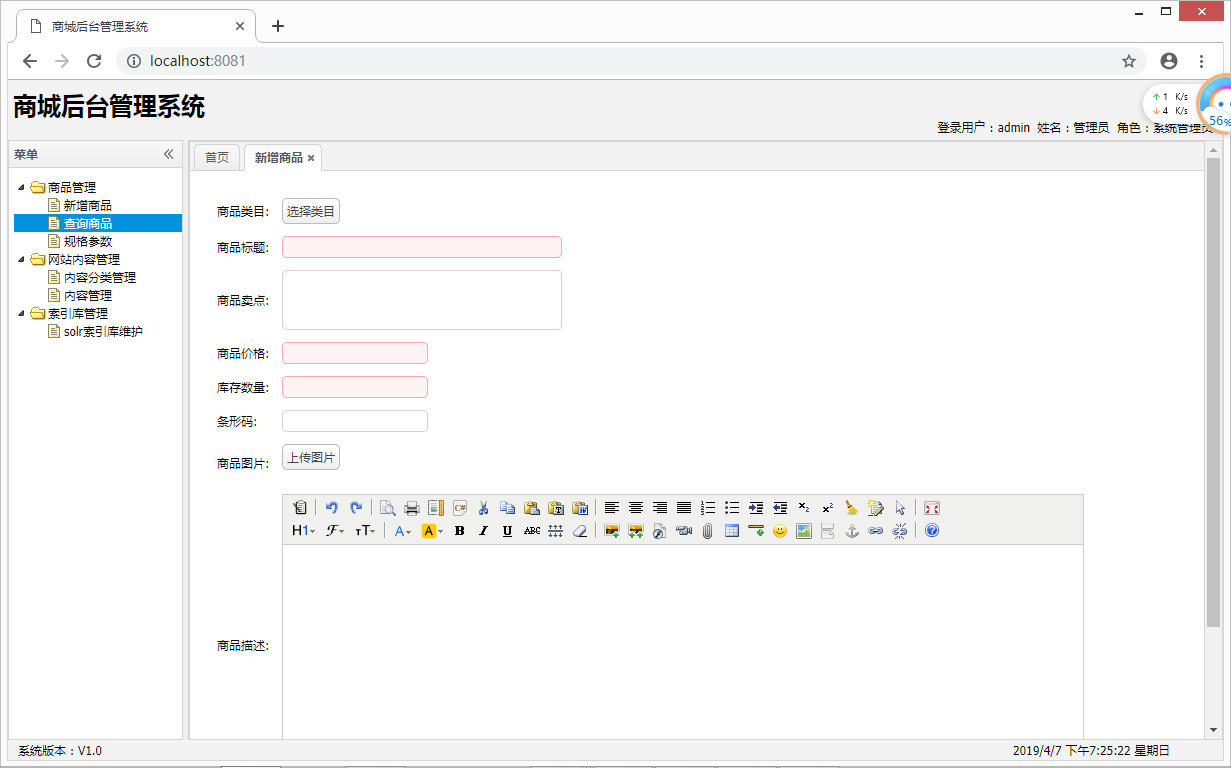 商城后台管理系统
localhost:8081
商城后台管理系统
1 K/s
4 K/s
56%
登录用户：admin 姓名：管理员 角色：系统管理员
菜单
首页
新增商品
商品管理
新增商品
查询商品
规格参数
网站内容管理
内容分类管理
内容管理
索引库管理
solr索引库维护
商品类目:
选择类目
商品标题:
商品卖点:
商品价格:
库存数量:
条形码:
商品图片:
上传图片
C#
H1 F тT A A B I U ABC
商品描述:
系统版本：V1.0
2019/4/7 下午7:25:22 星期日